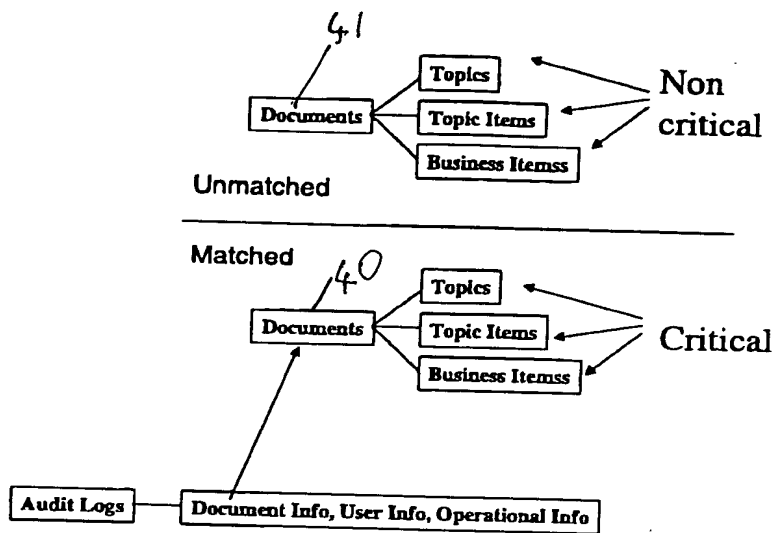 41
Topics
Non
critical
Documents
Topic Items
Business Itemss
Unmatched
Matched
40
Topics
Documents
Topic Items
Critical
Business Itemss
Audit Logs
Document Info, User Info, Operational Info